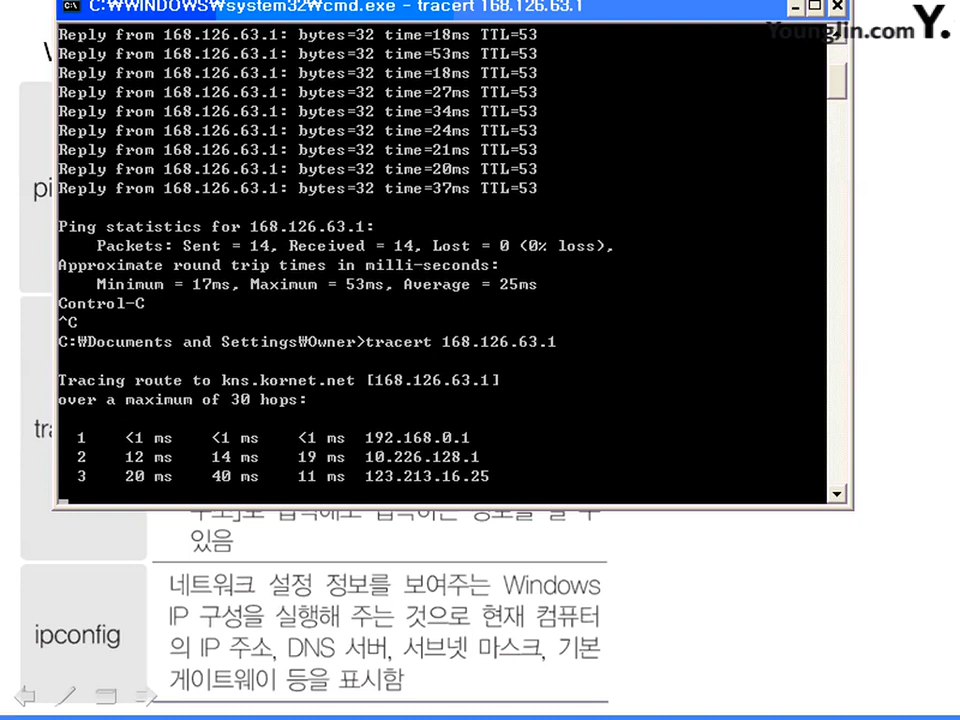 C:₩WINDOWS₩system32₩cmd.exe - tracert 168.126.63.1
YoungJin.com Y.
Reply from 168.126.63.1: bytes=32 time=18ms TTL=53
Reply from 168.126.63.1: bytes=32 time=53ms TTL=53
Reply from 168.126.63.1: bytes=32 time=18ms TTL=53
Reply from 168.126.63.1: bytes=32 time=27ms TTL=53
Reply from 168.126.63.1: bytes=32 time=34ms TTL=53
Reply from 168.126.63.1: bytes=32 time=24ms TTL=53
Reply from 168.126.63.1: bytes=32 time=21ms TTL=53
Reply from 168.126.63.1: bytes=32 time=20ms TTL=53
Reply from 168.126.63.1: bytes=32 time=37ms TTL=53
Ping statistics for 168.126.63.1:
Packets: Sent = 14, Received = 14, Lost = 0 (0% loss),
Approximate round trip times in milli-seconds:
Minimum = 17ms, Maximum = 53ms, Average = 25ms
Control-C
^C
C:₩Documents and Settings₩Owner>tracert 168.126.63.1
Tracing route to kns.kornet.net [168.126.63.1]
over a maximum of 30 hops:
1 <1 ms <1 ms <1 ms 192.168.0.1
2 12 ms 14 ms 19 ms 10.226.128.1
3 20 ms 40 ms 11 ms 123.213.16.25
있음
ipconfig
네트워크 설정 정보를 보여주는 Windows
IP 구성을 실행해 주는 것으로 현재 컴퓨터
의 IP 주소, DNS 서버, 서브넷 마스크, 기본
게이트웨이 등을 표시함